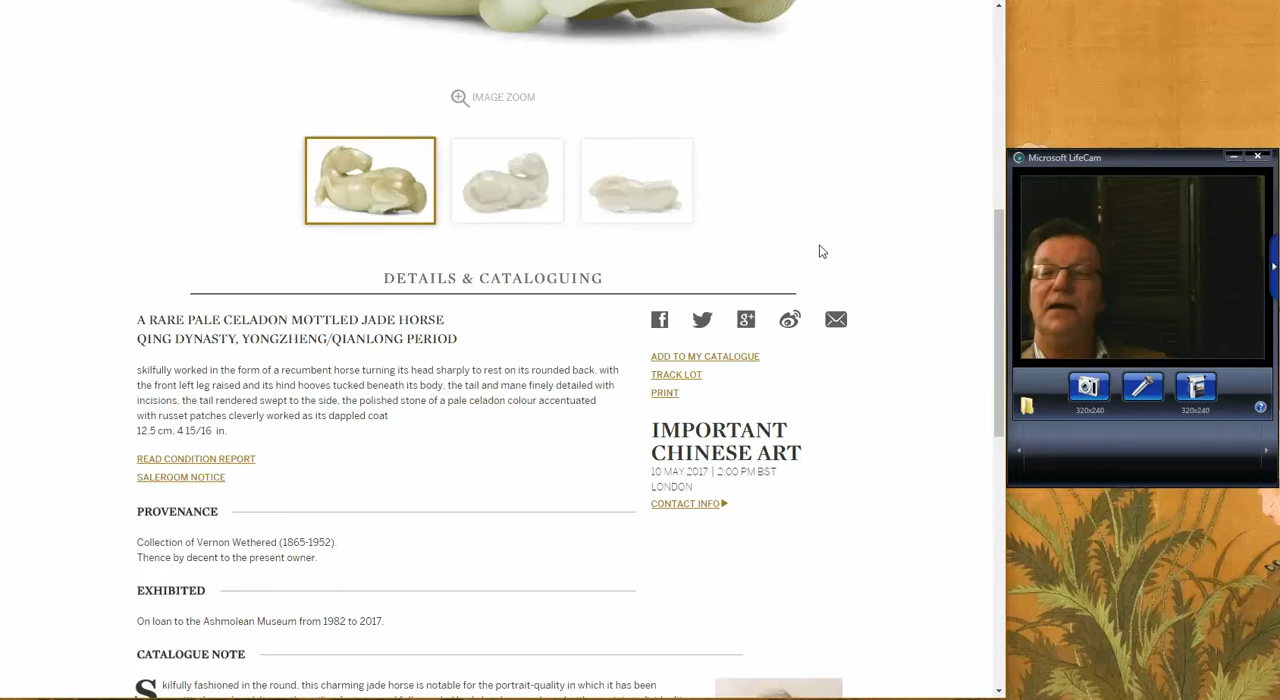 IMAGE ZOOM
DETAILS & CATALOGUING
A RARE PALE CELADON MOTTLED JADE HORSE
QING DYNASTY, YONGZHENG/QIANLONG PERIOD
skilfully worked in the form of a recumbent horse turning its head sharply to rest on its rounded back, with
the front left leg raised and its hind hooves tucked beneath its body, the tail and mane finely detailed with
incisions, the tail rendered swept to the side, the polished stone of a pale celadon colour accentuated
with russet patches cleverly worked as its dappled coat
12.5 cm, 4 15/16 in.
READ CONDITION REPORT
SALEROOM NOTICE
PROVENANCE
Collection of Vernon Wethered (1865-1952).
Thence by decent to the present owner.
EXHIBITED
On loan to the Ashmolean Museum from 1982 to 2017.
CATALOGUE NOTE
Skilfully fashioned in the round, this charming jade horse is notable for the portrait-quality in which it has been
ADD TO MY CATALOGUE
TRACK LOT
PRINT
IMPORTANT
CHINESE ART
10 MAY 2017 | 2:00 PM BST
LONDON
CONTACT INFO
Microsoft LifeCam
320x240
320x240